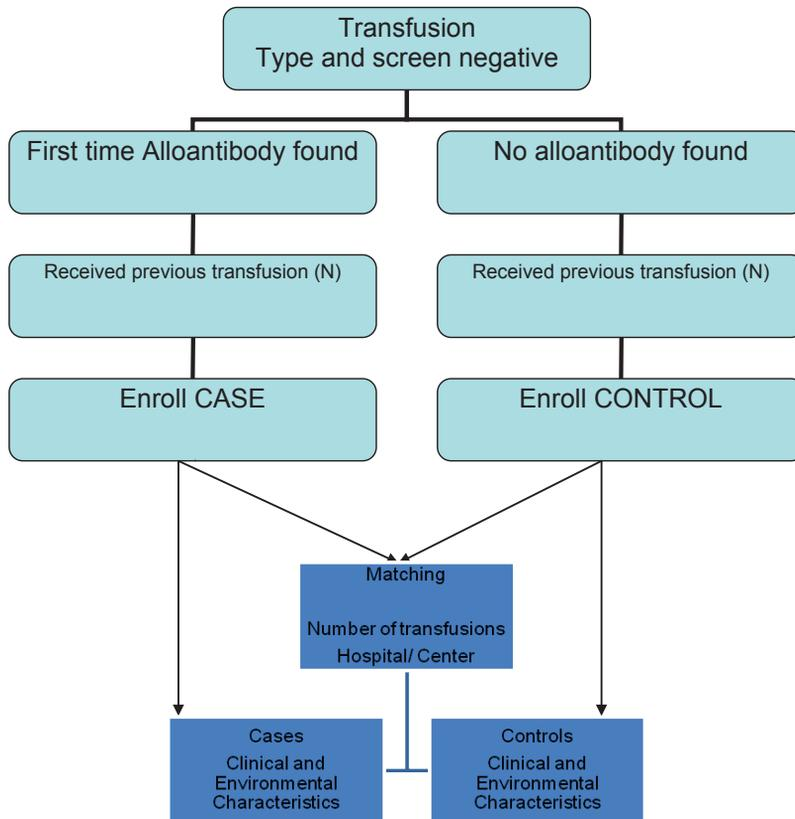 Transfusion
Type and screen negative
First time Alloantibody found
No alloantibody found
Received previous transfusion (N)
Received previous transfusion (N)
Enroll CASE
Enroll CONTROL
Matching
Number of transfusions
Hospital/ Center
Cases
Clinical and
Environmental
Characteristics
Controls
Clinical and
Environmental
Characteristics